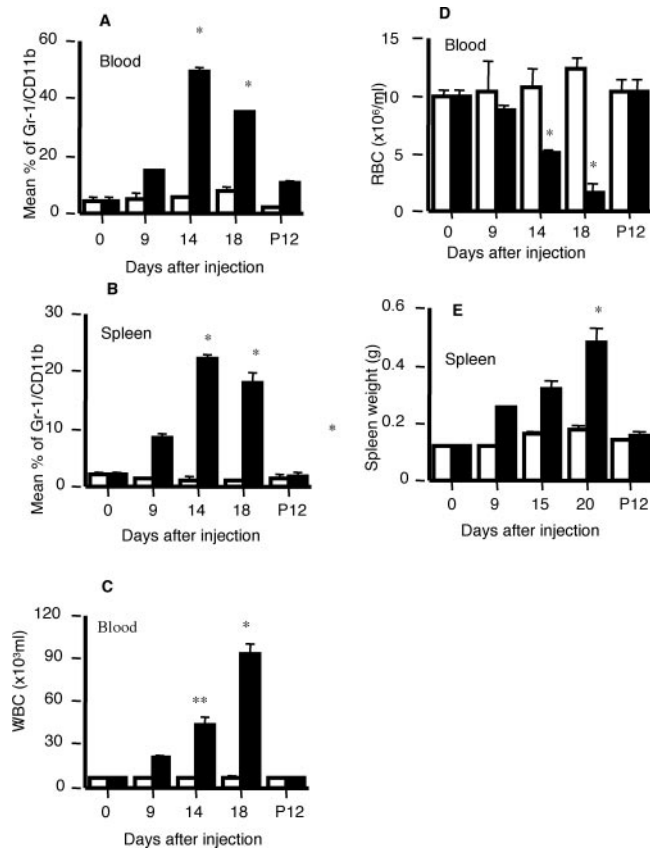 A
Blood
Mean % of Gr-1/CD11b
60
40
20
0
*
*
0 9 14 18 P12
Days after injection
B
Spleen
Mean % of Gr-1/CD11b
30
20
10
0
*
*
*
0 9 14 18 P12
Days after injection
C
Blood
WBC (x10³ml)
120
90
60
30
0
**
*
0 9 14 18 P12
Days after injection
D
Blood
RBC (x10⁶/ml)
15
10
5
0
*
*
0 9 14 18 P12
Days after injection
E
Spleen
Spleen weight (g)
0.6
0.4
0.2
0
*
0 9 15 20 P12
Days after injection